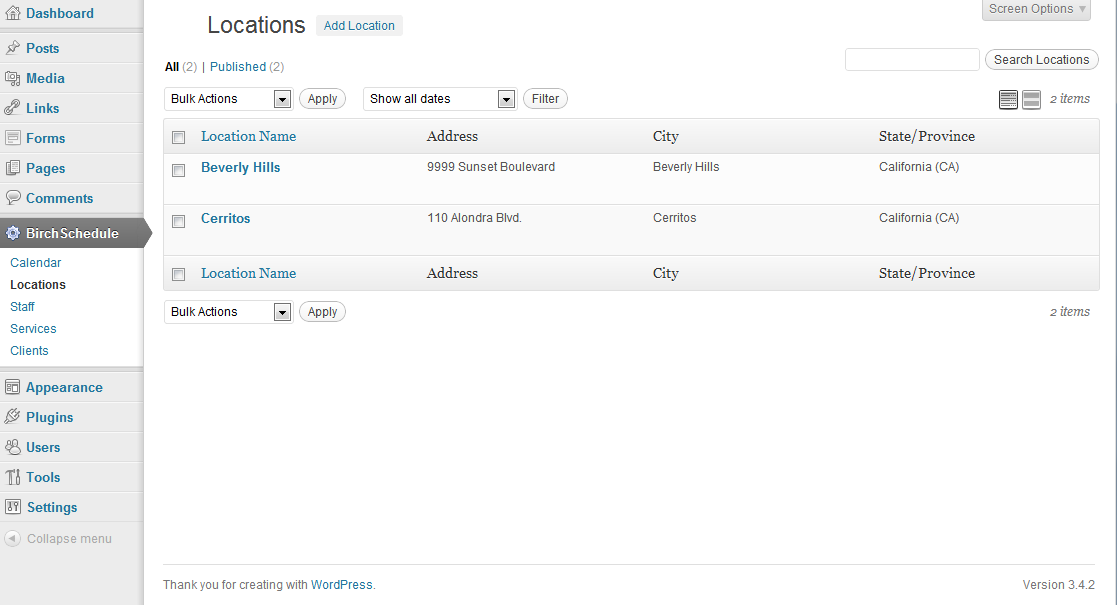 Dashboard
Posts
Media
Links
Forms
Pages
Comments
BirchSchedule
Calendar
Locations
Staff
Services
Clients
Appearance
Plugins
Users
Tools
Settings
Collapse menu
Screen Options
Locations Add Location
All (2) | Published (2)
Search Locations
Bulk Actions Apply Show all dates Filter 2 items
Location Name Address City State/Province
Beverly Hills 9999 Sunset Boulevard Beverly Hills California (CA)
Cerritos 110 Alondra Blvd. Cerritos California (CA)
Location Name Address City State/Province
Bulk Actions Apply 2 items
Thank you for creating with WordPress. Version 3.4.2